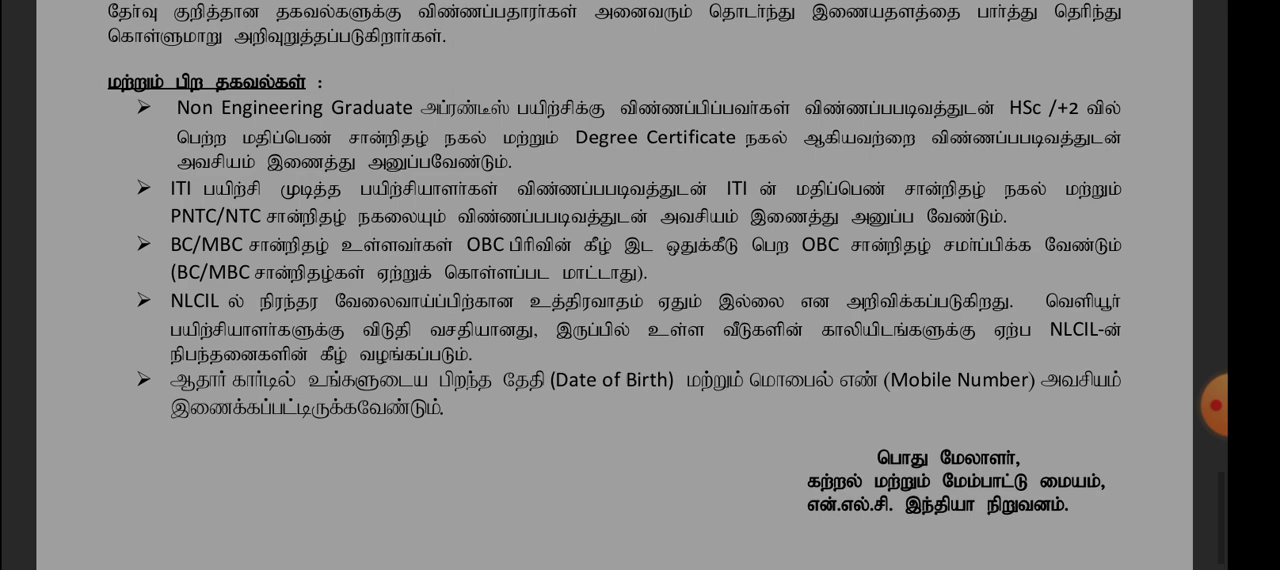 தேர்வு குறித்தான தகவல்களுக்கு விண்ணப்பதாரர்கள் அனைவரும் தொடர்ந்து இணையதளத்தை பார்த்து தெரிந்து
கொள்ளுமாறு அறிவுறுத்தப்படுகிறார்கள்.
மற்றும் பிற தகவல்கள் :
➢ Non Engineering Graduate அப்ரண்டீஸ் பயிற்சிக்கு விண்ணப்பிப்பவர்கள் விண்ணப்பபடிவத்துடன் HSc /+2 வில்
பெற்ற மதிப்பெண் சான்றிதழ் நகல் மற்றும் Degree Certificate நகல் ஆகியவற்றை விண்ணப்பபடிவத்துடன்
அவசியம் இணைத்து அனுப்பவேண்டும்.
➢ ITI பயிற்சி முடித்த பயிற்சியாளர்கள் விண்ணப்பபடிவத்துடன் ITI ன் மதிப்பெண் சான்றிதழ் நகல் மற்றும்
PNTC/NTC சான்றிதழ் நகலையும் விண்ணப்பபடிவத்துடன் அவசியம் இணைத்து அனுப்ப வேண்டும்.
➢ BC/MBC சான்றிதழ் உள்ளவர்கள் OBC பிரிவின் கீழ் இட ஒதுக்கீடு பெற OBC சான்றிதழ் சமர்ப்பிக்க வேண்டும்
(BC/MBC சான்றிதழ்கள் ஏற்றுக் கொள்ளப்பட மாட்டாது).
➢ NLCIL ல் நிரந்தர வேலைவாய்ப்பிற்கான உத்திரவாதம் ஏதும் இல்லை என அறிவிக்கப்படுகிறது. வெளியூர்
பயிற்சியாளர்களுக்கு விடுதி வசதியானது, இருப்பில் உள்ள வீடுகளின் காலியிடங்களுக்கு ஏற்ப NLCIL-ன்
நிபந்தனைகளின் கீழ் வழங்கப்படும்.
➢ ஆதார் கார்டில் உங்களுடைய பிறந்த தேதி (Date of Birth) மற்றும் மொபைல் எண் (Mobile Number) அவசியம்
இணைக்கப்பட்டிருக்கவேண்டும்.
பொது மேலாளர்,
கற்றல் மற்றும் மேம்பாட்டு மையம்,
என்.எல்.சி. இந்தியா நிறுவனம்.